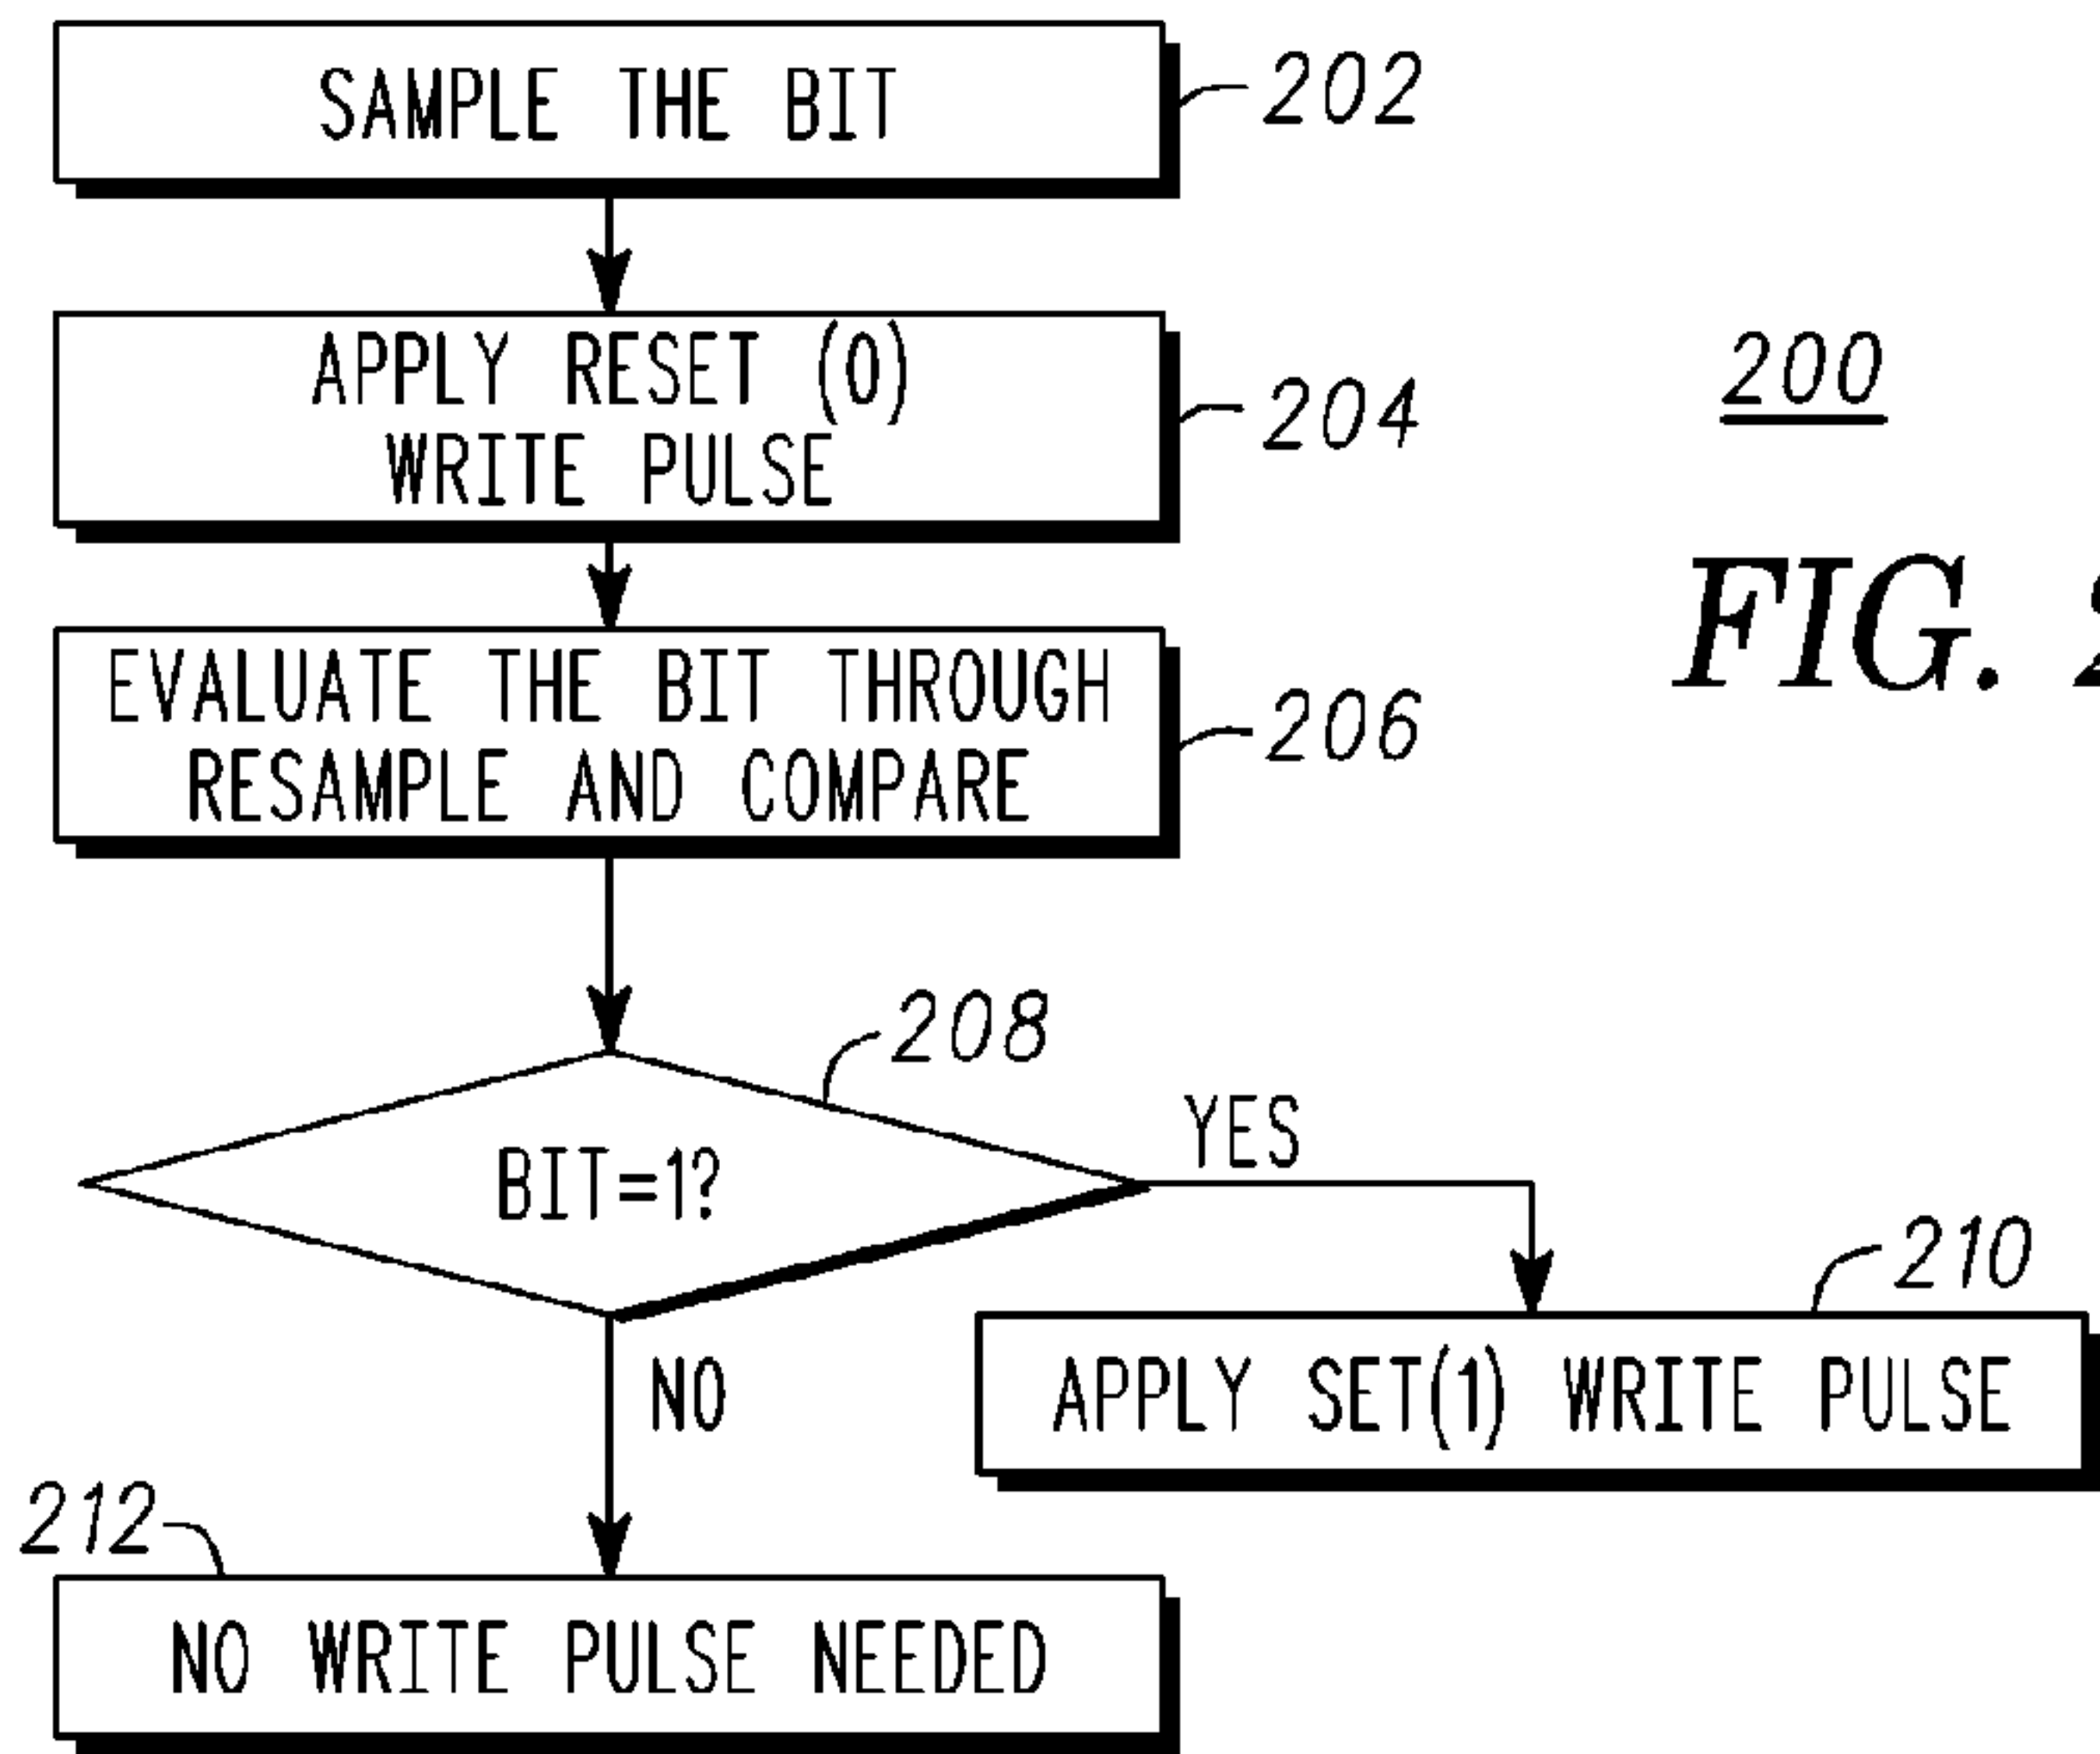 SAMPLE THE BIT
202
APPLY RESET (0)
WRITE PULSE
204
200
FIG.
EVALUATE THE BIT THROUGH
RESAMPLE AND COMPARE
206
208
BIT=1?
YES
210
APPLY SET(1) WRITE PULSE
NO
212
NO WRITE PULSE NEEDED